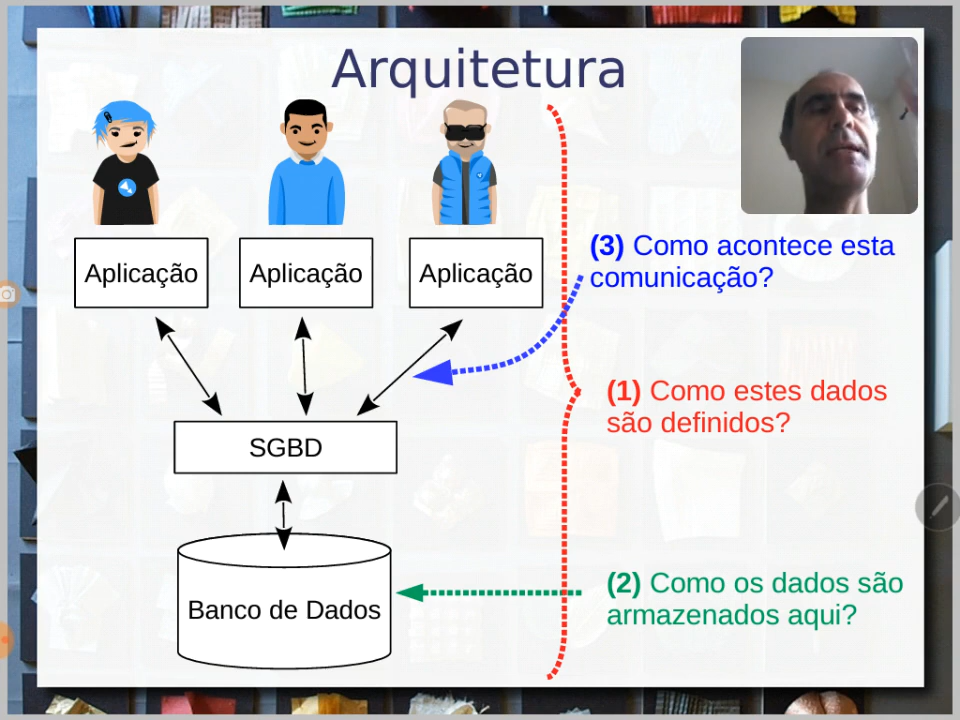 Arquitetura
Aplicação
Aplicação
Aplicação
(3) Como acontece esta
comunicação?
(1) Como estes dados
são definidos?
SGBD
Banco de Dados
(2) Como os dados são
armazenados aqui?